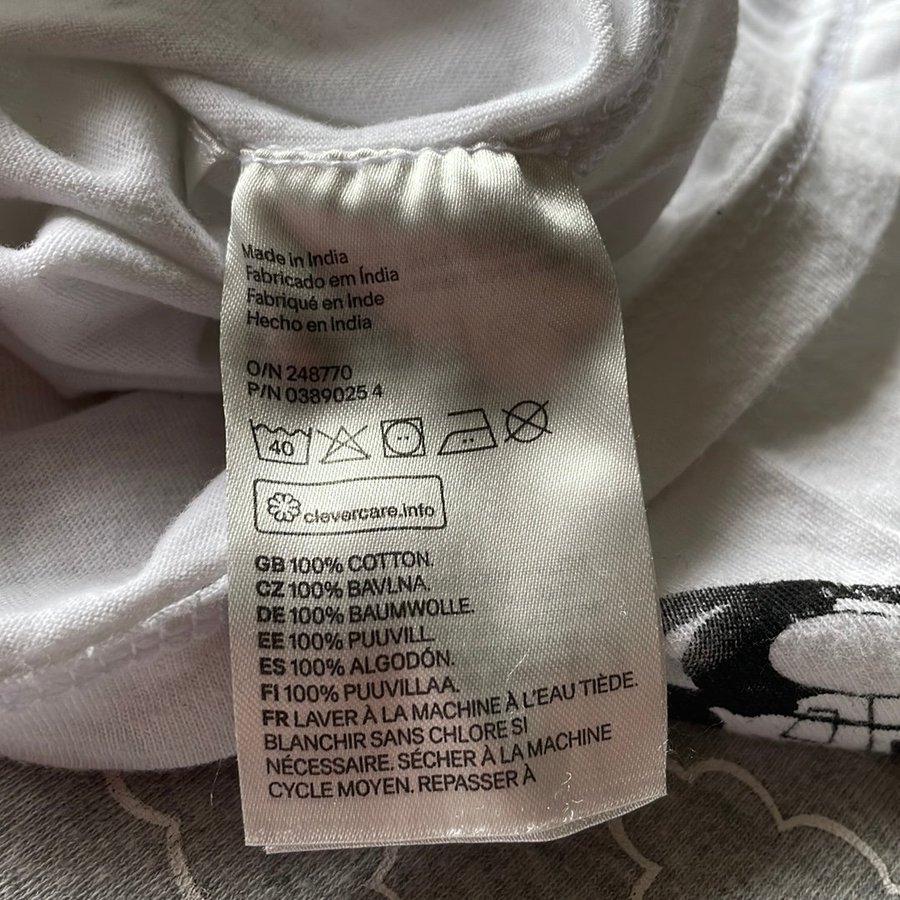 Made in India
Fabricado em Índia
Fabriqué en Inde
Hecho en India
O/N 248770
P/N 0389025 4
40
clevercare.info
GB 100% COTTON.
CZ 100% BAVLNA.
DE 100% BAUMWOLLE.
EE 100% PUUVILL.
ES 100% ALGODÓN.
FI 100% PUUVILLAA.
FR LAVER À LA MACHINE À L'EAU TIÈDE.
BLANCHIR SANS CHLORE SI
NÉCESSAIRE. SÉCHER À LA MACHINE
CYCLE MOYEN. REPASSER À